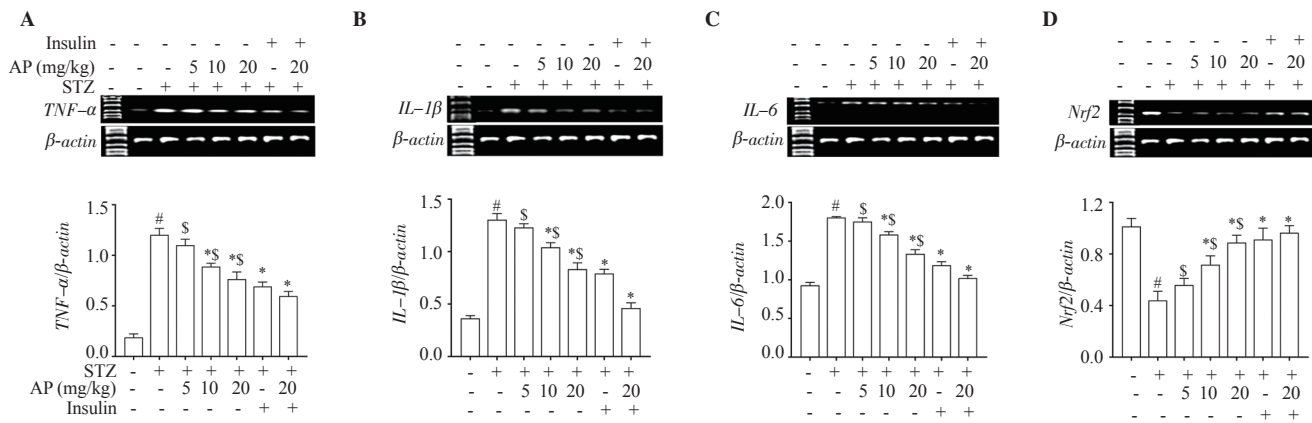 A
Insulin - - - - - + +
AP (mg/kg) - - - 5 10 20 - 20
STZ - - + + + + + +
TNF-α
β-actin
1.5
1.0
0.5
0.0
TNF-α/β-actin
# $ *$ *$ * *
STZ - + + + + + +
AP (mg/kg) - - 5 10 20 - 20
Insulin - - - - - + +
B
- - - - - - + +
- - - 5 10 20 - 20
- - + + + + + +
IL-1β
β-actin
1.5
1.0
0.5
0.0
IL-1β/β-actin
# $ *$ *$ * *
- + + + + + +
- - 5 10 20 - 20
- - - - - + +
C
- - - - - - + +
- - - 5 10 20 - 20
- - + + + + + +
IL-6
β-actin
2.0
1.5
1.0
0.5
0.0
IL-6/β-actin
# $ *$ *$ * *
- + + + + + +
- - 5 10 20 - 20
- - - - - + +
D
- - - - - - + +
- - - 5 10 20 - 20
- - + + + + + +
Nrf2
β-actin
1.2
0.8
0.4
0.0
Nrf2/β-actin
# $ *$ *$ * *
- + + + + + +
- - 5 10 20 - 20
- - - - - + +